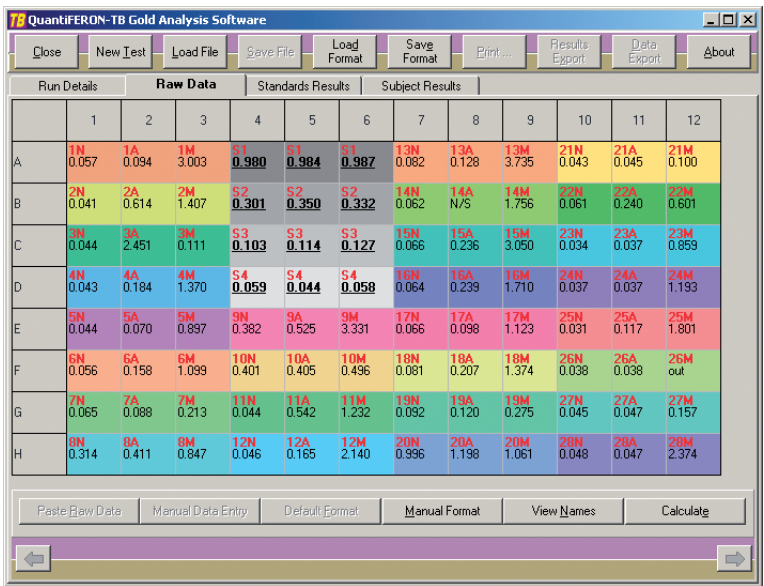 TB QuantiFERON-TB Gold Analysis Software
Close New Test Load File Save File Load Format Save Format Print ... Results Export Data Export About
Run Details Raw Data Standards Results Subject Results
1 2 3 4 5 6 7 8 9 10 11 12
1N 1A 1M S1 S1 S1 13N 13A 13M 21N 21A 21M
A 0.057 0.094 3.003 0.980 0.984 0.987 0.082 0.128 3.735 0.043 0.045 0.100
2N 2A 2M S2 S2 S2 14N 14A 14M 22N 22A 22M
B 0.041 0.614 1.407 0.301 0.350 0.332 0.062 N/S 1.756 0.061 0.240 0.601
3N 3A 3M S3 S3 S3 15N 15A 15M 23N 23A 23M
C 0.044 2.451 0.111 0.103 0.114 0.127 0.066 0.236 3.050 0.034 0.037 0.859
4N 4A 4M S4 S4 S4 16N 16A 16M 24N 24A 24M
D 0.043 0.184 1.370 0.059 0.044 0.058 0.064 0.239 1.710 0.037 0.037 1.193
5N 5A 5M 9N 9A 9M 17N 17A 17M 25N 25A 25M
E 0.044 0.070 0.897 0.382 0.525 3.331 0.066 0.098 1.123 0.031 0.117 1.801
6N 6A 6M 10N 10A 10M 18N 18A 18M 26N 26A 26M
F 0.056 0.158 1.099 0.401 0.405 0.496 0.081 0.207 1.374 0.038 0.038 out
7N 7A 7M 11N 11A 11M 19N 19A 19M 27N 27A 27M
G 0.065 0.088 0.213 0.044 0.542 1.232 0.092 0.120 0.275 0.045 0.047 0.157
8N 8A 8M 12N 12A 12M 20N 20A 20M 28N 28A 28M
H 0.314 0.411 0.847 0.046 0.165 2.140 0.996 1.198 1.061 0.048 0.047 2.374
Paste Raw Data Manual Data Entry Default Format Manual Format View Names Calculate